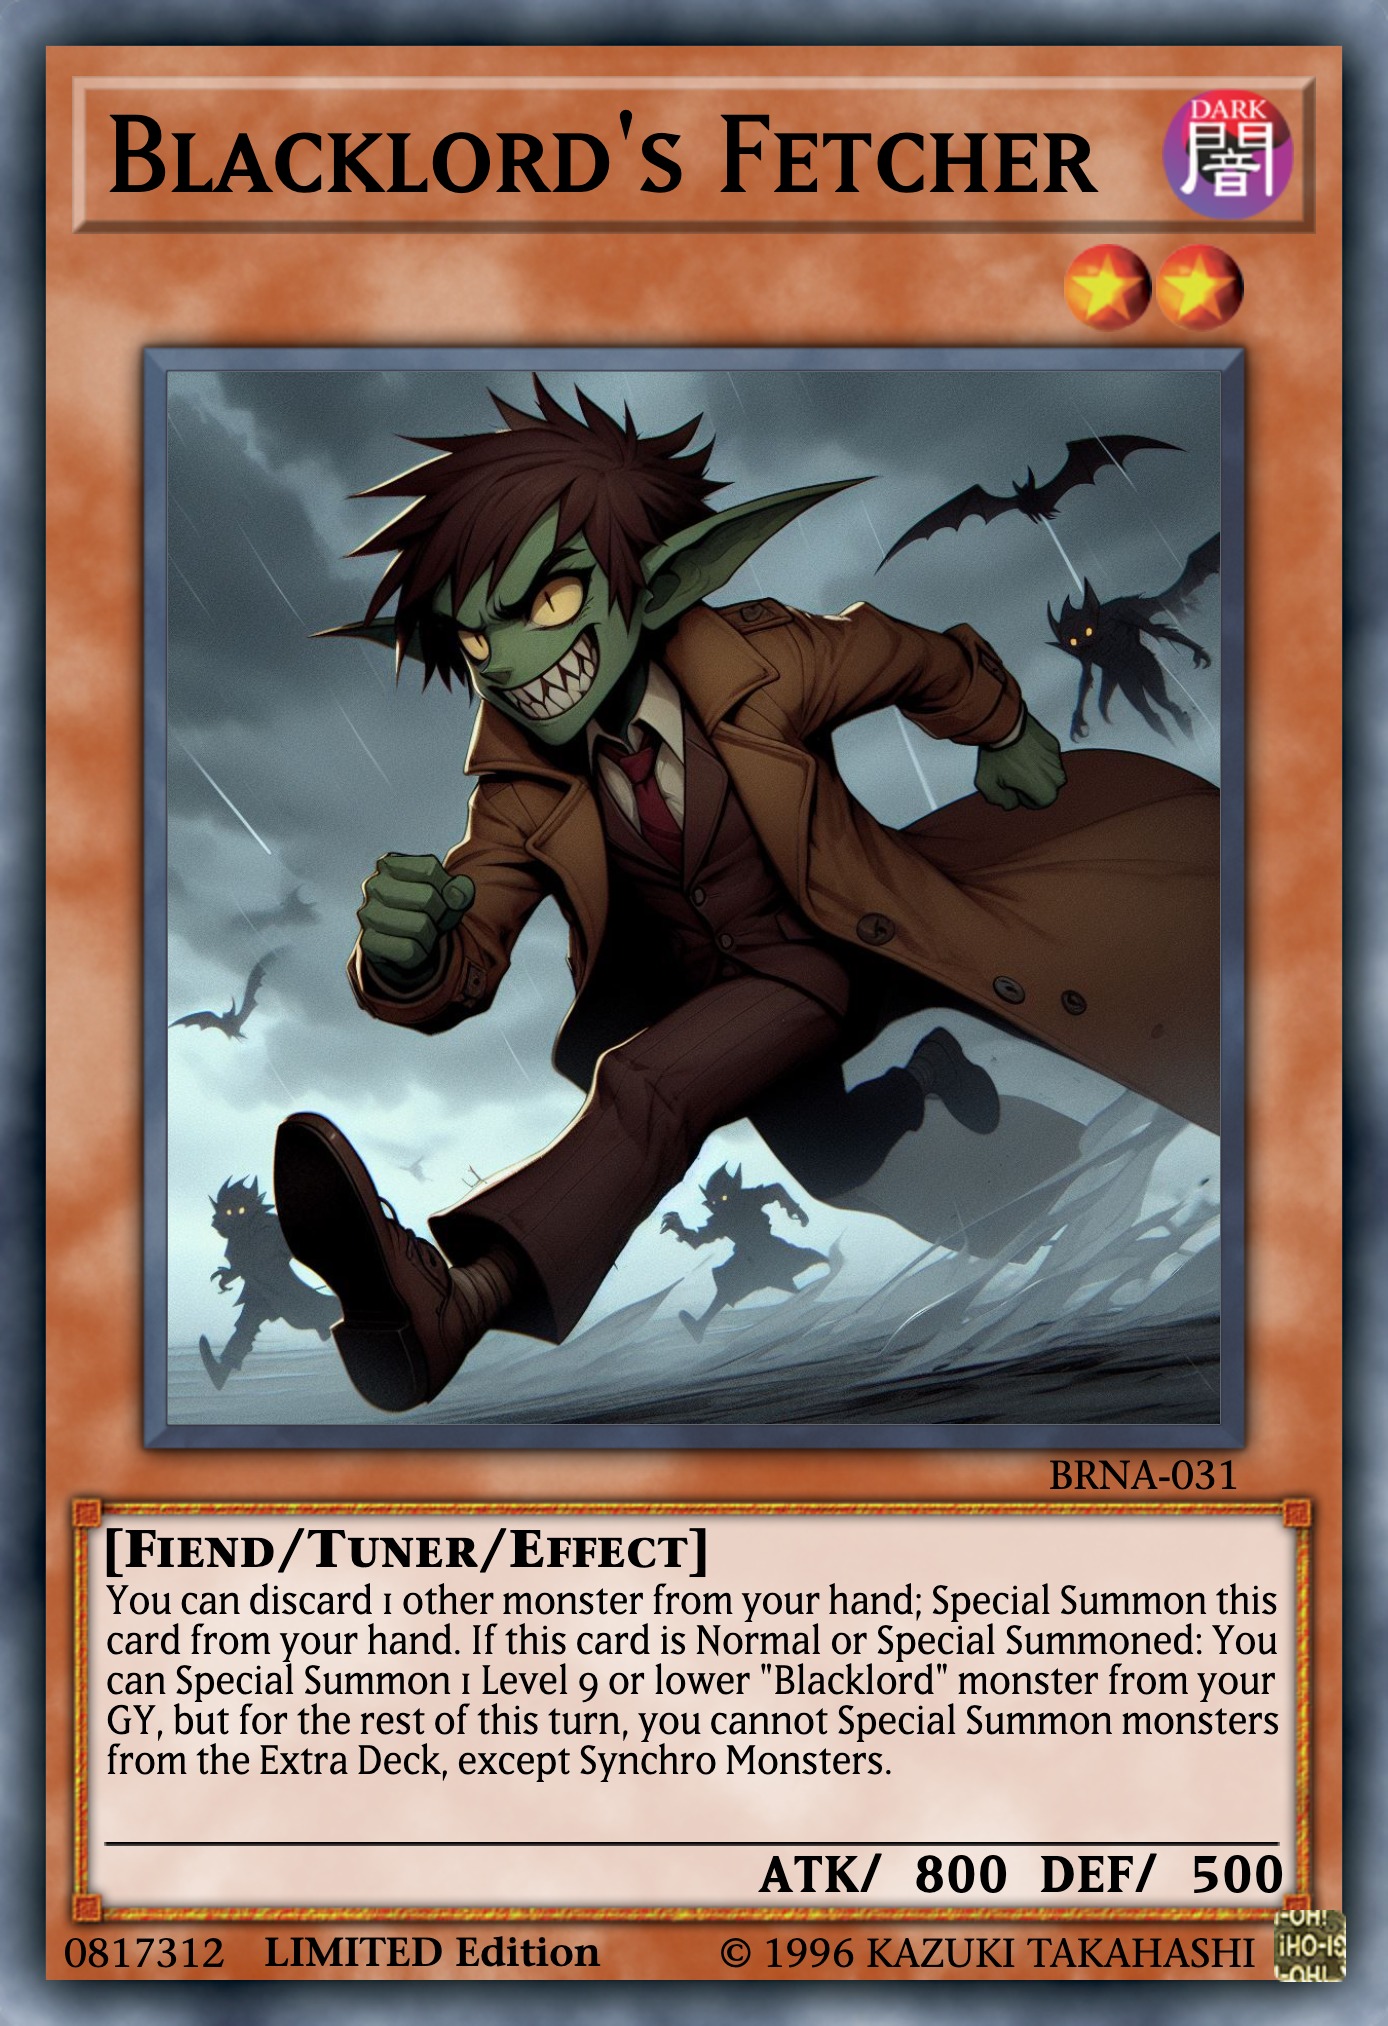 Blacklord's Fetcher
DARK
闇
BRNA-031
[Fiend/Tuner/Effect]
You can discard 1 other monster from your hand; Special Summon this
card from your hand. If this card is Normal or Special Summoned: You
can Special Summon 1 Level 9 or lower "Blacklord" monster from your
GY, but for the rest of this turn, you cannot Special Summon monsters
from the Extra Deck, except Synchro Monsters.
ATK/ 800 DEF/ 500
0817312 LIMITED Edition © 1996 KAZUKI TAKAHASHI